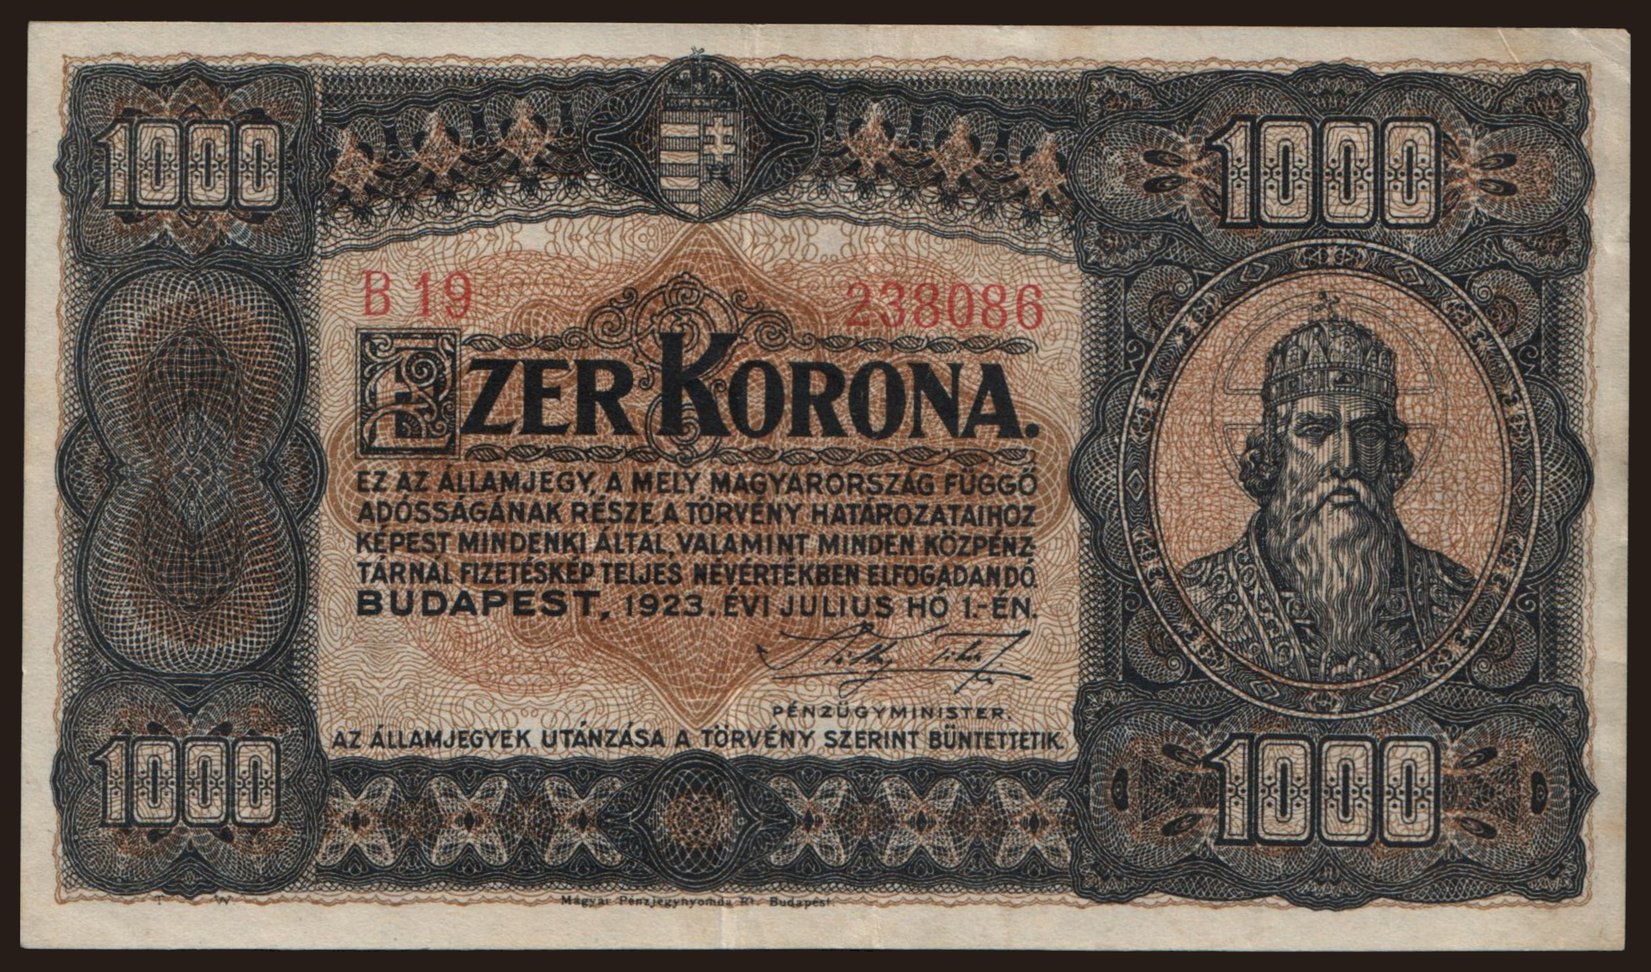 1000
1000
B 19
238086
EZER KORONA.
EZ AZ ÁLLAMJEGY, A MELY MAGYARORSZÁG FÜGGŐ
ADÓSSÁGÁNAK RÉSZE, A TÖRVÉNY HATÁROZATAIHOZ
KÉPEST MINDENKI ÁLTAL, VALAMINT MINDEN KÖZPÉNZ-
TÁRNÁL FIZETÉSKÉP TELJES NÉVÉRTÉKBEN ELFOGADANDÓ.
BUDAPEST, 1923. ÉVI JULIUS HÓ 1.-ÉN.
PÉNZÜGYMINISTER.
AZ ÁLLAMJEGYEK UTÁNZÁSA A TÖRVÉNY SZERINT BÜNTETTETIK.
1000
1000
T W
Magyar Pénzjegynyomda Rt. Budapest